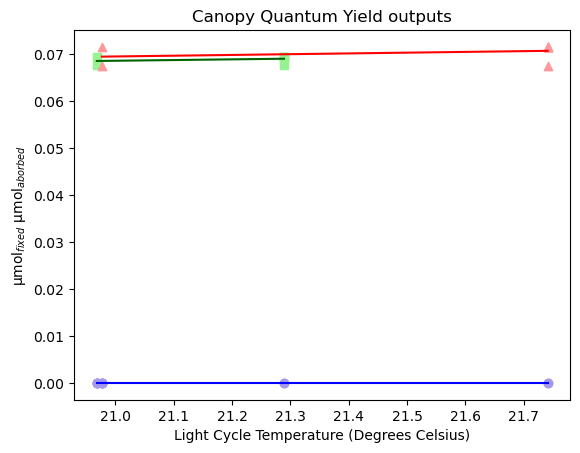 Canopy Quantum Yield outputs
0.07
0.06
0.05
0.04
0.03
0.02
0.01
0.00
μmol_fixed μmol_aborbed
21.0 21.1 21.2 21.3 21.4 21.5 21.6 21.7
Light Cycle Temperature (Degrees Celsius)